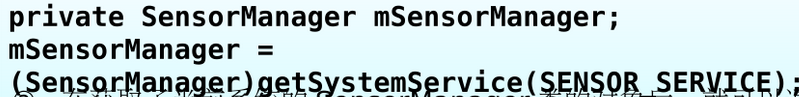 private SensorManager mSensorManager;
mSensorManager =
(SensorManager)getSystemService(SENSOR_SERVICE);